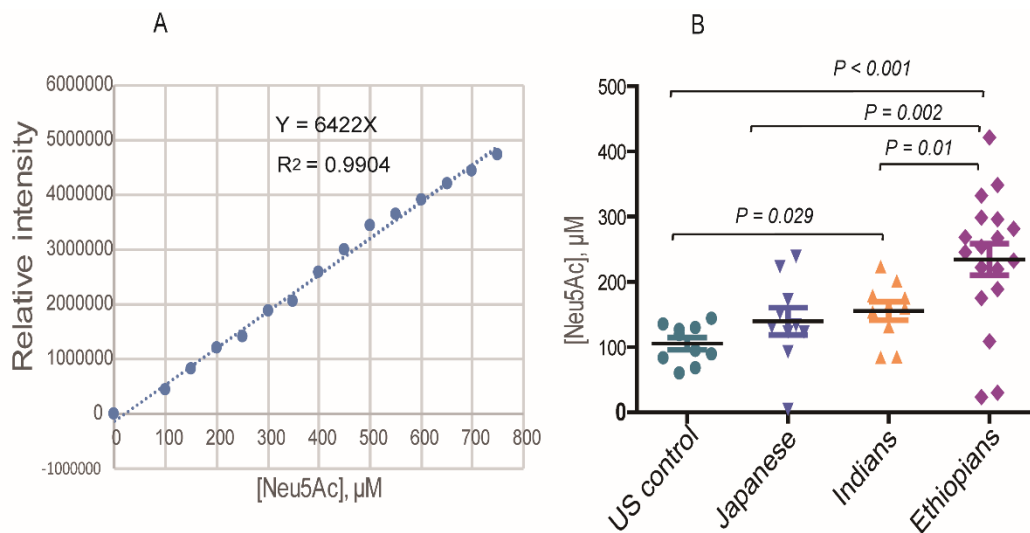 A
Relative intensity
6000000
5000000
4000000
3000000
2000000
1000000
0
-1000000
Y = 6422X
R2 = 0.9904
0 100 200 300 400 500 600 700 800
[Neu5Ac], µM
B
P < 0.001
P = 0.002
P = 0.01
P = 0.029
[Neu5Ac], µM
500
400
300
200
100
0
US control
Japanese
Indians
Ethiopians